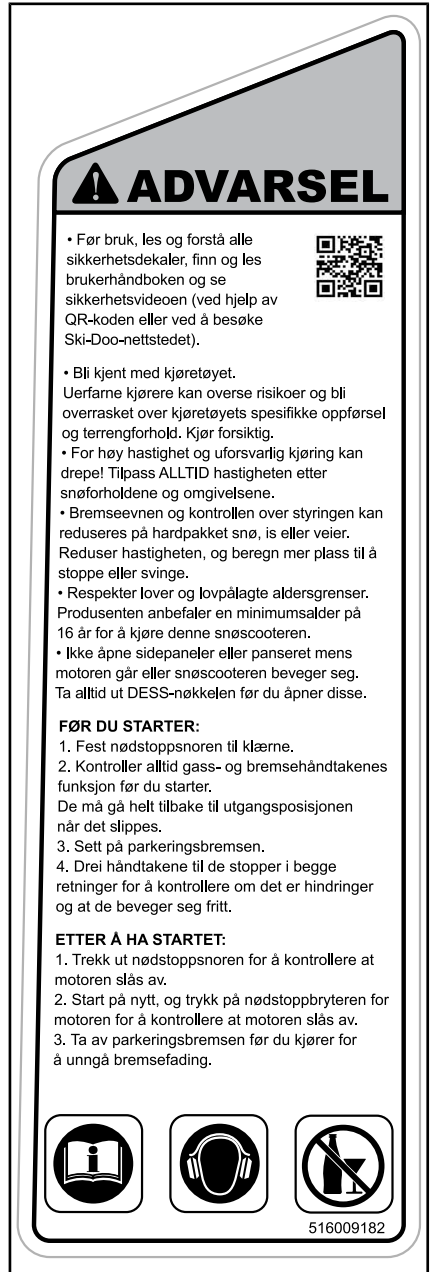 ADVARSEL
• Før bruk, les og forstå alle
sikkerhetsdekaler, finn og les
brukerhåndboken og se
sikkerhetsvideoen (ved hjelp av
QR-koden eller ved å besøke
Ski-Doo-nettstedet).
• Bli kjent med kjøretøyet.
Uerfarne kjørere kan overse risikoer og bli
overrasket over kjøretøyets spesifikke oppførsel
og terrengforhold. Kjør forsiktig.
• For høy hastighet og uforsvarlig kjøring kan
drepe! Tilpass ALLTID hastigheten etter
snøforholdene og omgivelsene.
• Bremseevnen og kontrollen over styringen kan
reduseres på hardpakket snø, is eller veier.
Reduser hastigheten, og beregn mer plass til å
stoppe eller svinge.
• Respekter lover og lovpålagte aldersgrenser.
Produsenten anbefaler en minimumsalder på
16 år for å kjøre denne snøscooteren.
• Ikke åpne sidepaneler eller panseret mens
motoren går eller snøscooteren beveger seg.
Ta alltid ut DESS-nøkkelen før du åpner disse.
FØR DU STARTER:
1. Fest nødstoppsnoren til klærne.
2. Kontroller alltid gass- og bremsehåndtakenes
funksjon før du starter.
De må gå helt tilbake til utgangsposisjonen
når det slippes.
3. Sett på parkeringsbremsen.
4. Drei håndtakene til de stopper i begge
retninger for å kontrollere om det er hindringer
og at de beveger seg fritt.
ETTER Å HA STARTET:
1. Trekk ut nødstoppsnoren for å kontrollere at
motoren slås av.
2. Start på nytt, og trykk på nødstoppbryteren for
motoren for å kontrollere at motoren slås av.
3. Ta av parkeringsbremsen før du kjører for
å unngå bremsefading.
516009182